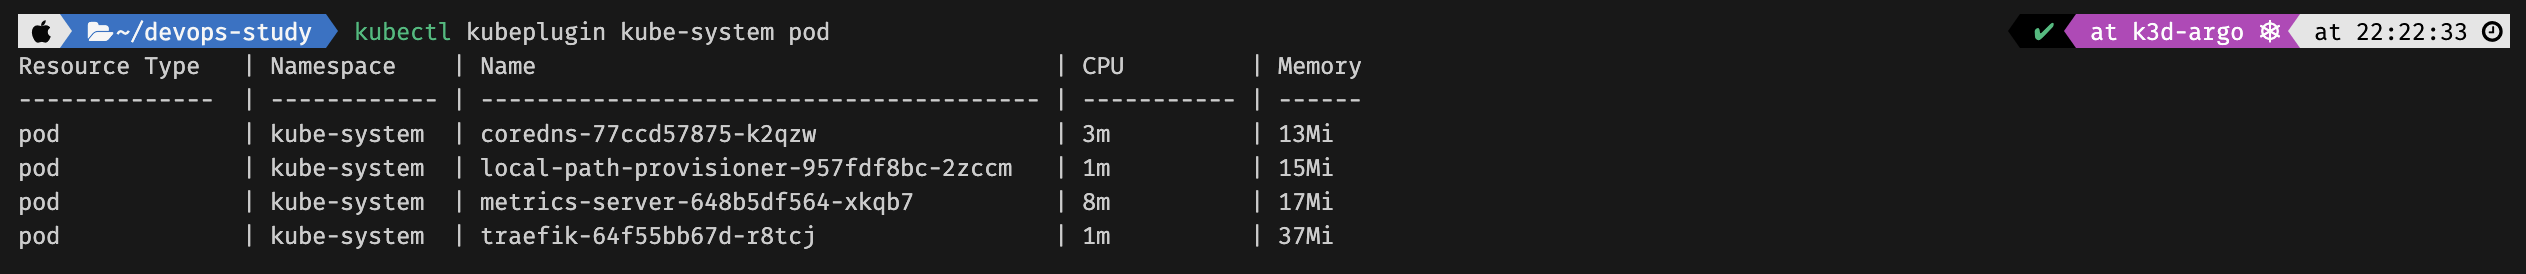 ~/devops-study kubectl kubeplugin kube-system pod ✔ at k3d-argo ⎈ at 22:22:33
Resource Type   | Namespace    | Name                                     | CPU         | Memory
--------------  | ------------ | ---------------------------------------- | ----------- | ------
pod             | kube-system  | coredns-77ccd57875-k2qzw                 | 3m          | 13Mi
pod             | kube-system  | local-path-provisioner-957fdf8bc-2zccm   | 1m          | 15Mi
pod             | kube-system  | metrics-server-648b5df564-xkqb7          | 8m          | 17Mi
pod             | kube-system  | traefik-64f55bb67d-r8tcj                 | 1m          | 37Mi